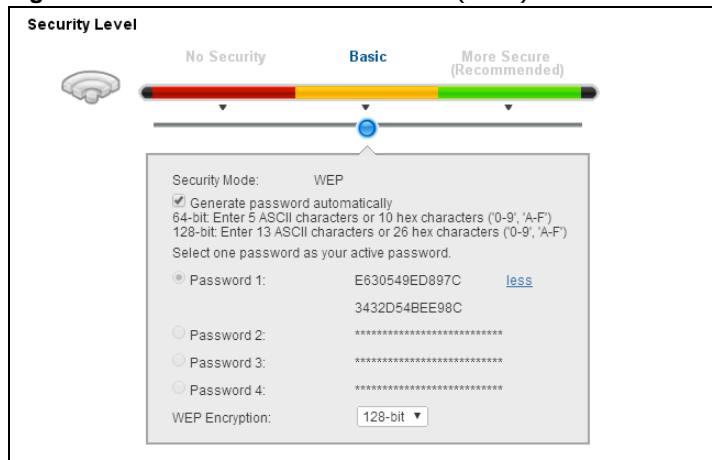 Security Level
No Security Basic More Secure
(Recommended)
Security Mode: WEP
Generate password automatically
64-bit: Enter 5 ASCII characters or 10 hex characters ('0-9', 'A-F')
128-bit: Enter 13 ASCII characters or 26 hex characters ('0-9', 'A-F')
Select one password as your active password.
Password 1: E630549ED897C less
3432D54BEE98C
Password 2: **************************
Password 3: **************************
Password 4: **************************
WEP Encryption: 128-bit